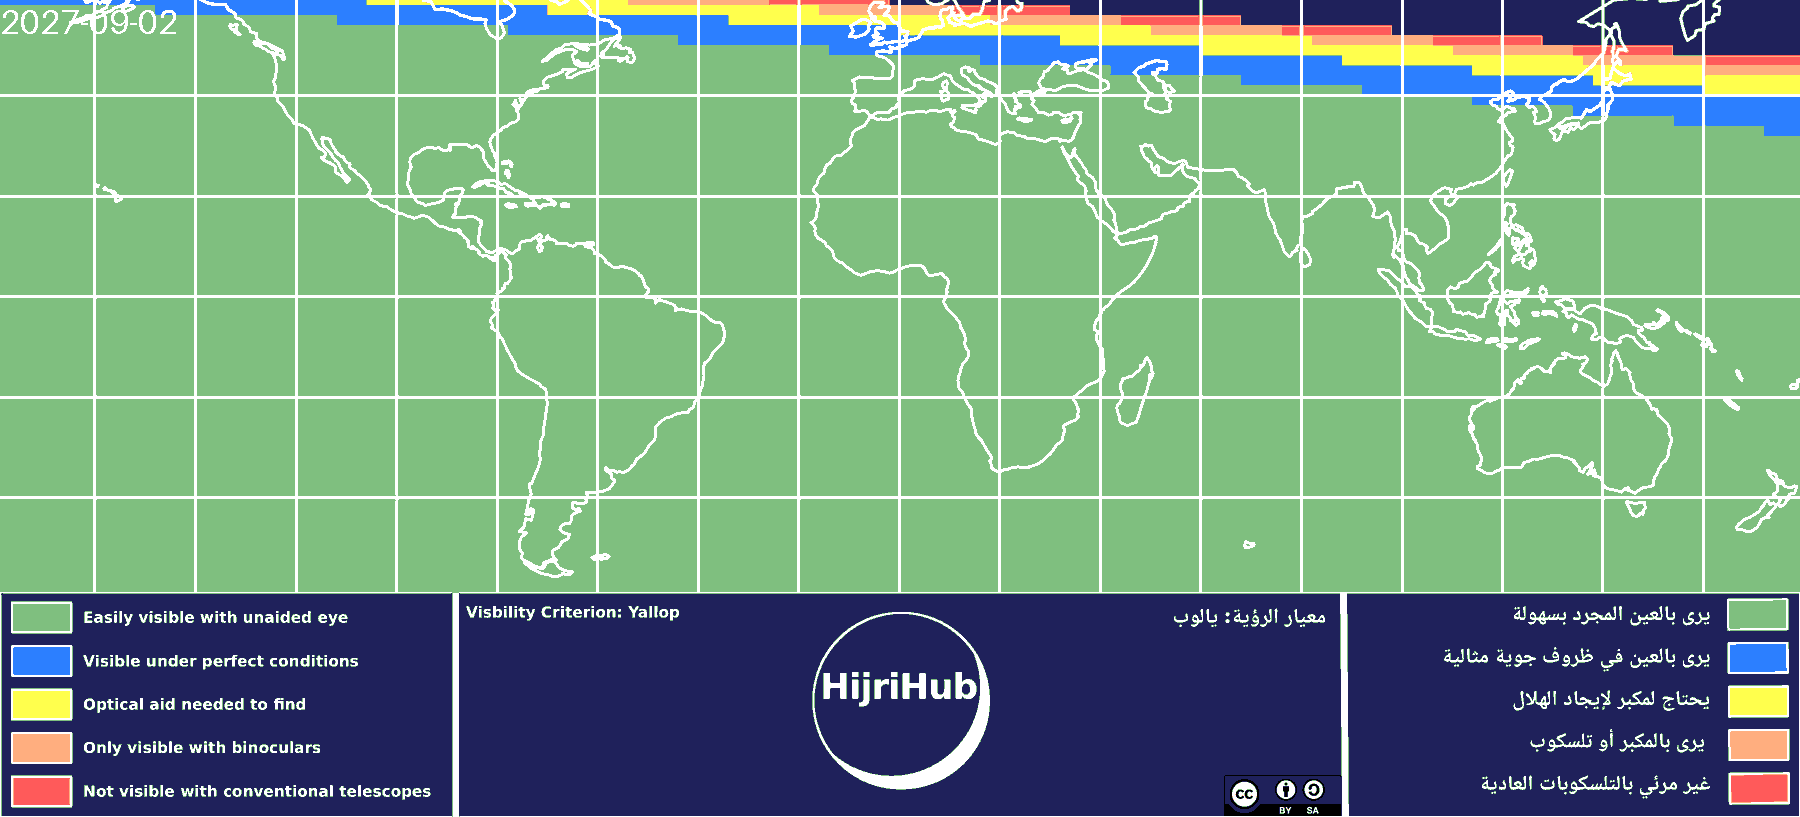 2027-09-02
Easily visible with unaided eye
Visible under perfect conditions
Optical aid needed to find
Only visible with binoculars
Not visible with conventional telescopes
Visbility Criterion: Yallop
معيار الرؤية: يالوب
HijriHub
cc
BY SA
يرى بالعين المجرد بسهولة
يرى بالعين في ظروف جوية مثالية
يحتاج لمكبر لإيجاد الهلال
يرى بالمكبر أو تلسكوب
غير مرئي بالتلسكوبات العادية